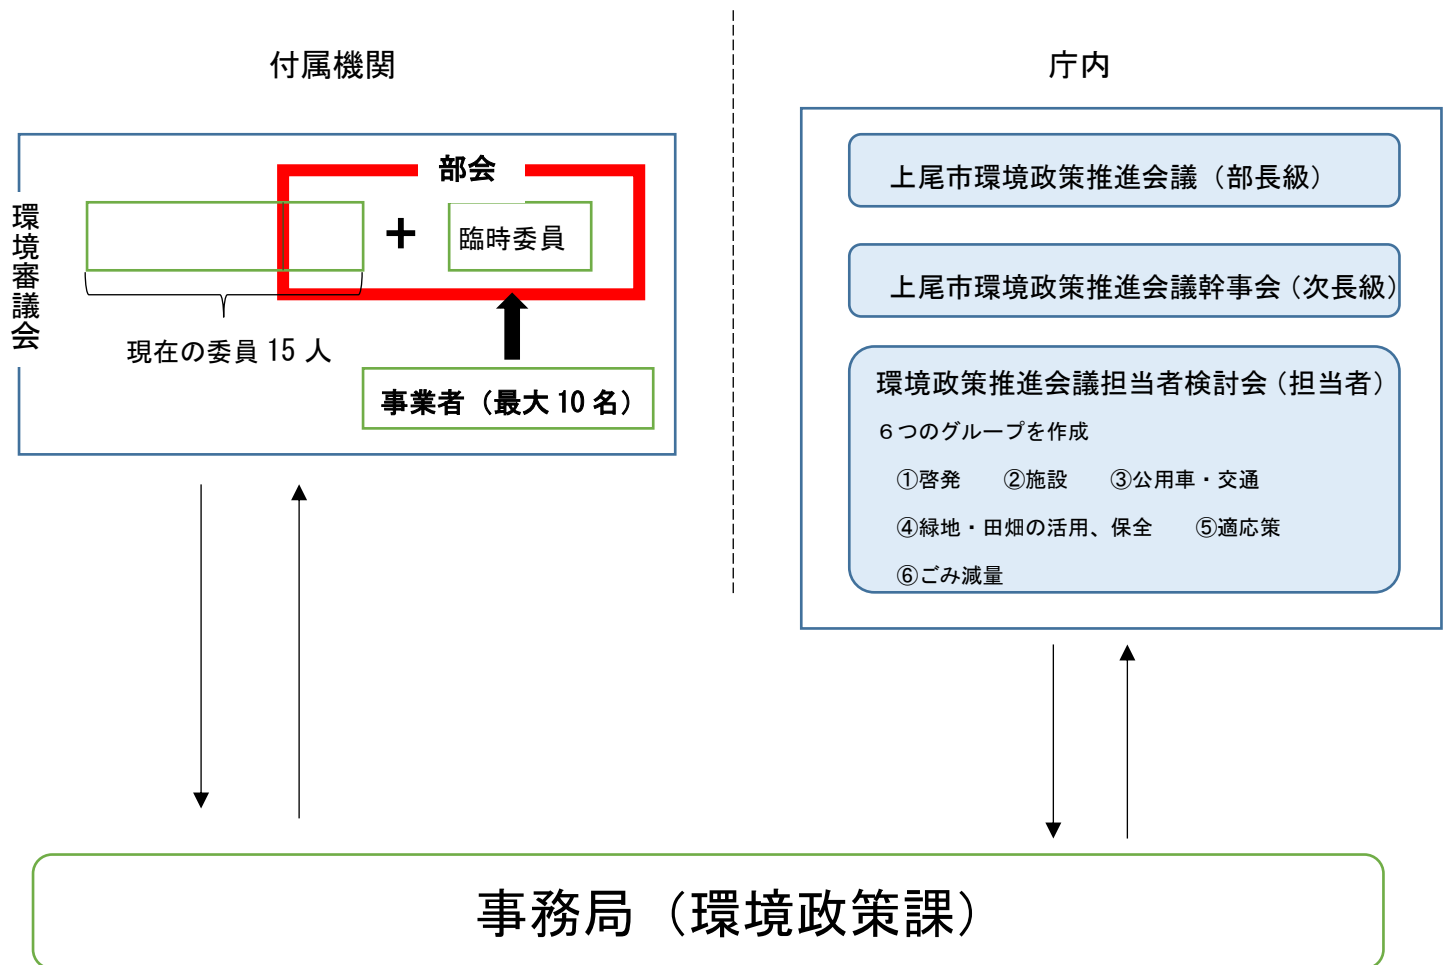 付属機関
環境審議会
部会
＋
臨時委員
現在の委員 15 人
事業者（最大 10 名）
庁内
上尾市環境政策推進会議（部長級）
上尾市環境政策推進会議幹事会（次長級）
環境政策推進会議担当者検討会（担当者）
６つのグループを作成
①啓発　②施設　③公用車・交通
④緑地・田畑の活用、保全　⑤適応策
⑥ごみ減量
事務局（環境政策課）